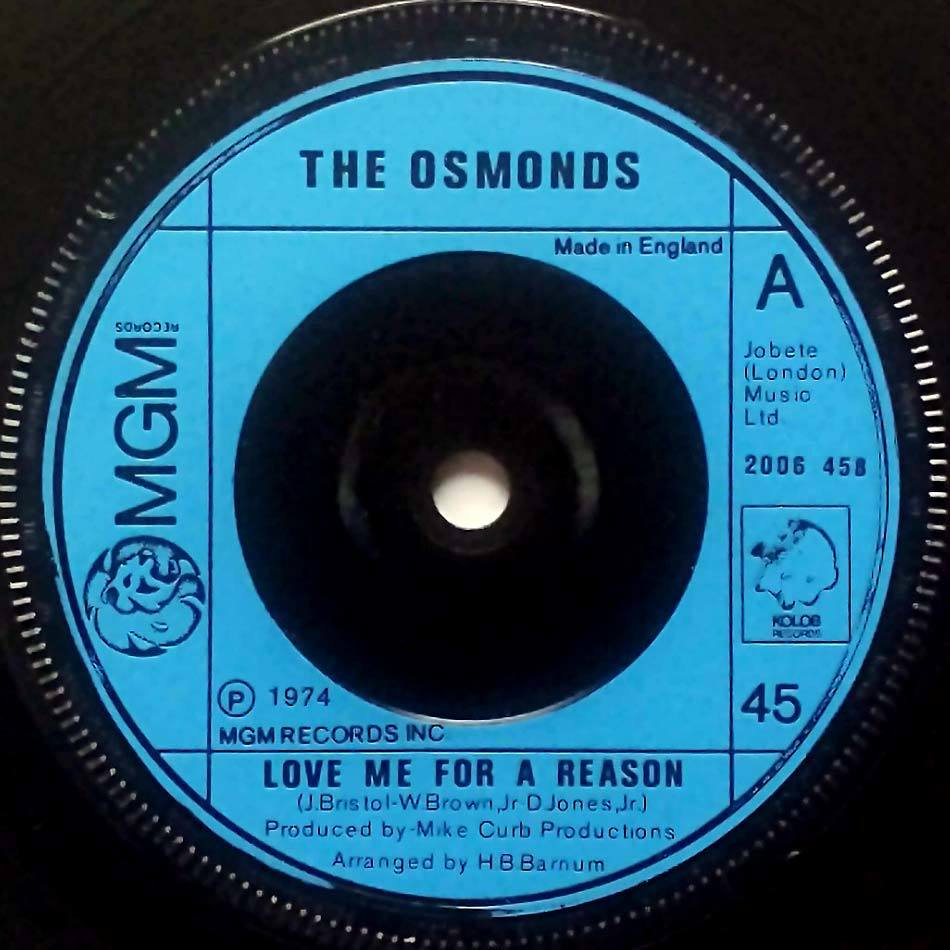 THE OSMONDS
Made in England
A
Jobete
(London)
Music
Ltd.
2006 458
KOLOB
RECORDS
45
MGM
RECORDS
Ⓟ 1974
MGM RECORDS INC
LOVE ME FOR A REASON
(J.Bristol-W.Brown,Jr-D.Jones,Jr.)
Produced by-Mike Curb Productions
Arranged by H.B.Barnum